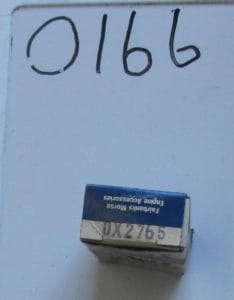 0166
Fairbanks Morse
Engine Accessories
DX2765